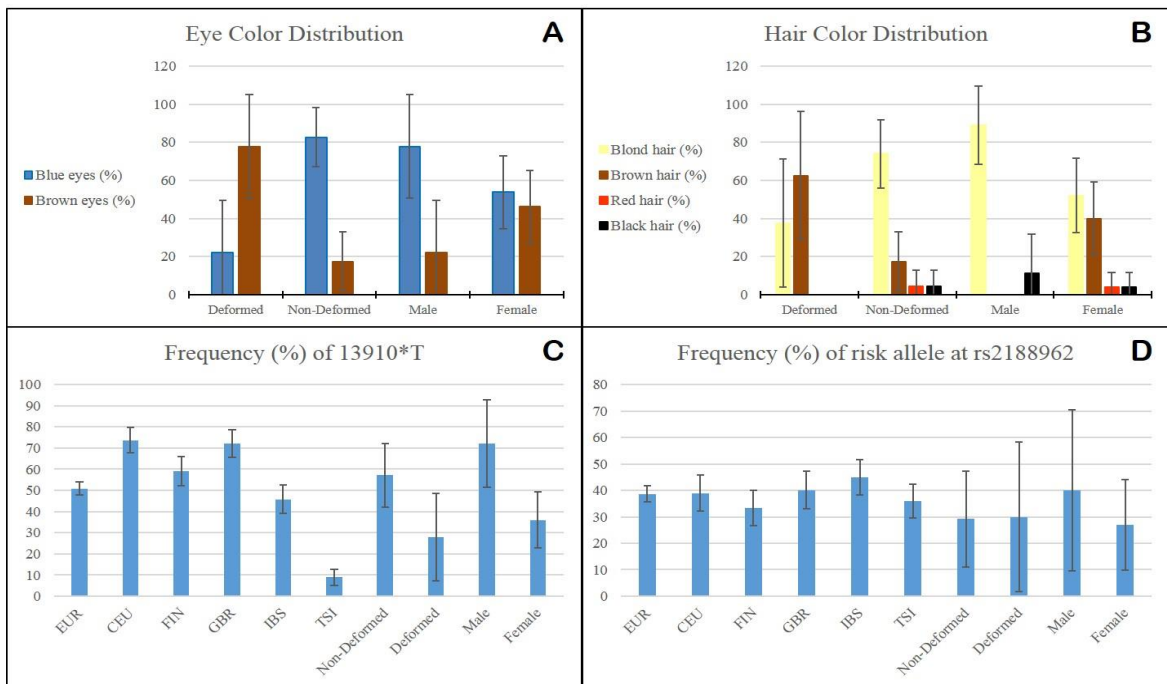 Eye Color Distribution
A
120
100
80
60
40
20
0
Blue eyes (%)
Brown eyes (%)
Deformed Non-Deformed Male Female
Hair Color Distribution
B
120
100
80
60
40
20
0
Blond hair (%)
Brown hair (%)
Red hair (%)
Black hair (%)
Deformed Non-Deformed Male Female
Frequency (%) of 13910*T
C
100
90
80
70
60
50
40
30
20
10
0
EUR CEU FIN GBR IBS TSI Non-Deformed Deformed Male Female
Frequency (%) of risk allele at rs2188962
D
80
70
60
50
40
30
20
10
0
EUR CEU FIN GBR IBS TSI Non-Deformed Deformed Male Female